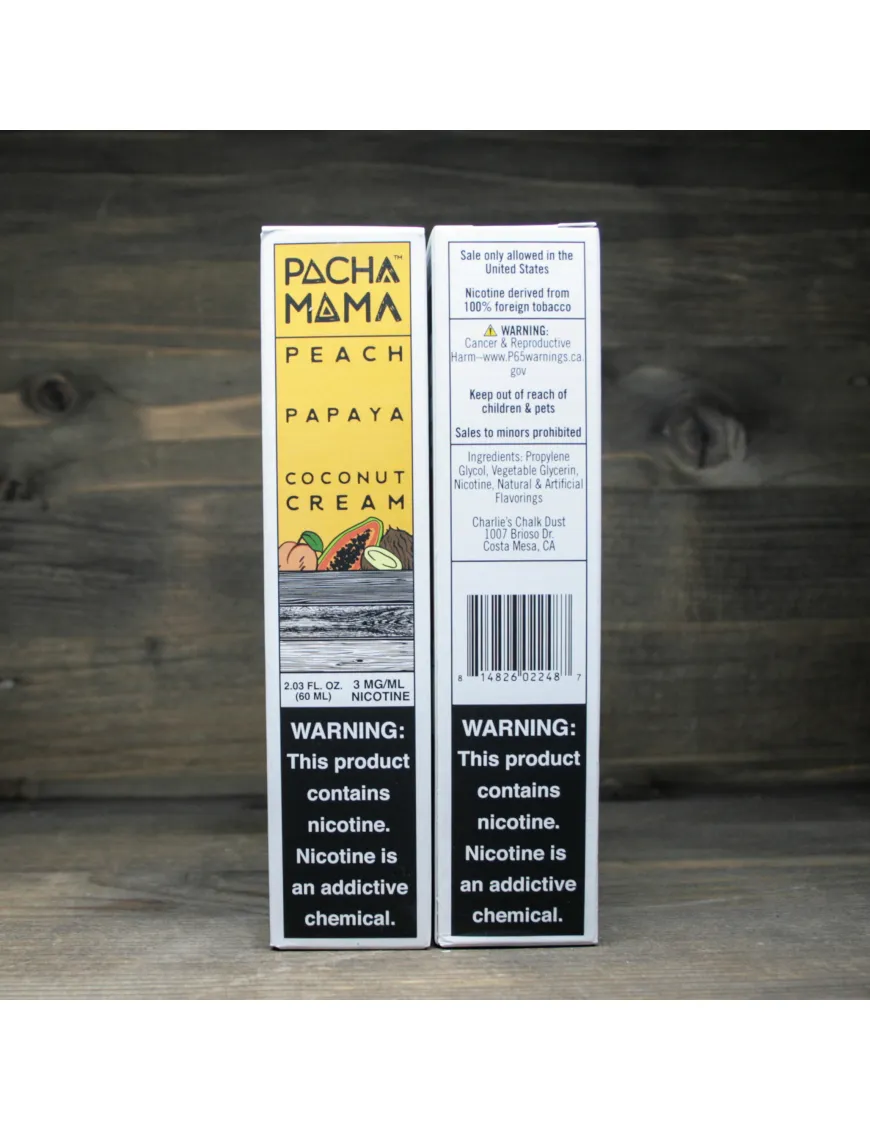 PACHA™
MAMA
PEACH
PAPAYA
COCONUT
CREAM
2.03 FL. OZ.
(60 ML)
3 MG/ML
NICOTINE
WARNING:
This product
contains
nicotine.
Nicotine is
an addictive
chemical.
Sale only allowed in the
United States
Nicotine derived from
100% foreign tobacco
WARNING:
Cancer & Reproductive
Harm–www.P65warnings.ca.
gov
Keep out of reach of
children & pets
Sales to minors prohibited
Ingredients: Propylene
Glycol, Vegetable Glycerin,
Nicotine, Natural & Artificial
Flavorings
Charlie's Chalk Dust
1007 Brioso Dr.
Costa Mesa, CA
8 14826 02248 7
WARNING:
This product
contains
nicotine.
Nicotine is
an addictive
chemical.